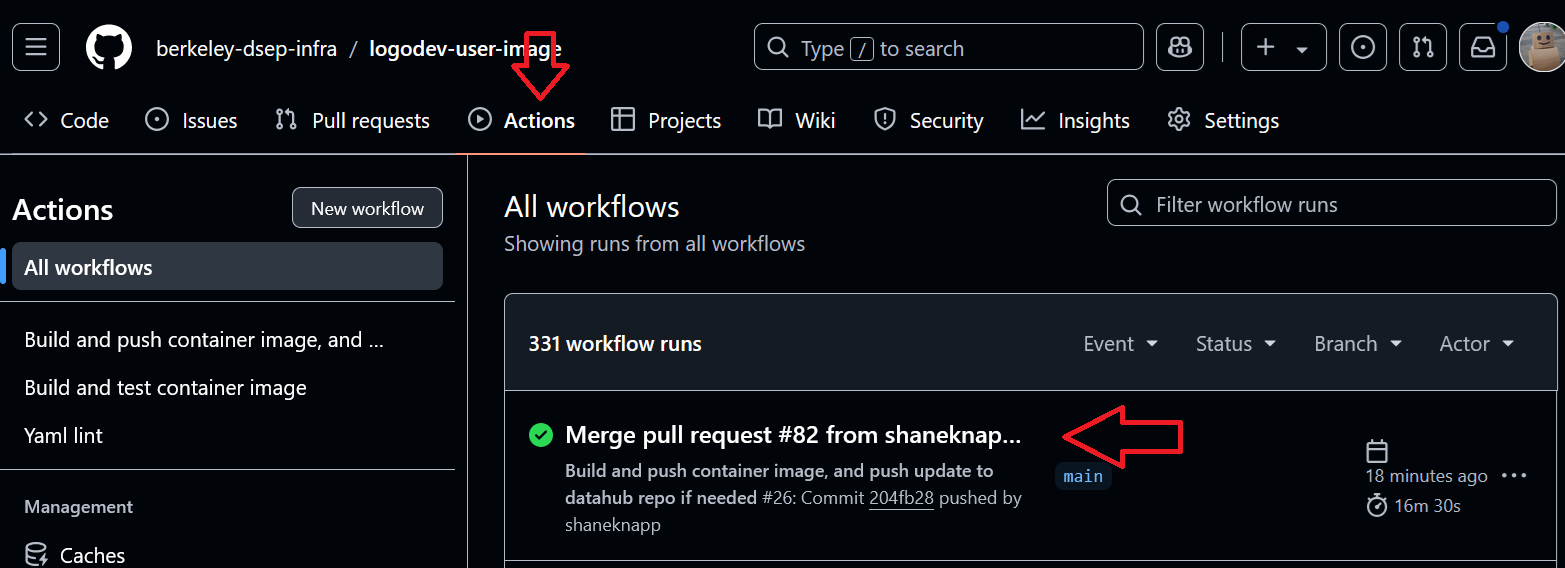 berkeley-dsep-infra / logodev-user-image
Type / to search
Code Issues Pull requests Actions Projects Wiki Security Insights Settings
Actions
New workflow
All workflows
Build and push container image, and ...
Build and test container image
Yaml lint
Management
Caches
All workflows
Showing runs from all workflows
Filter workflow runs
331 workflow runs
Event Status Branch Actor
Merge pull request #82 from shaneknap...
Build and push container image, and push update to
datahub repo if needed #26: Commit 204fb28 pushed by
shaneknapp
main
18 minutes ago
16m 30s